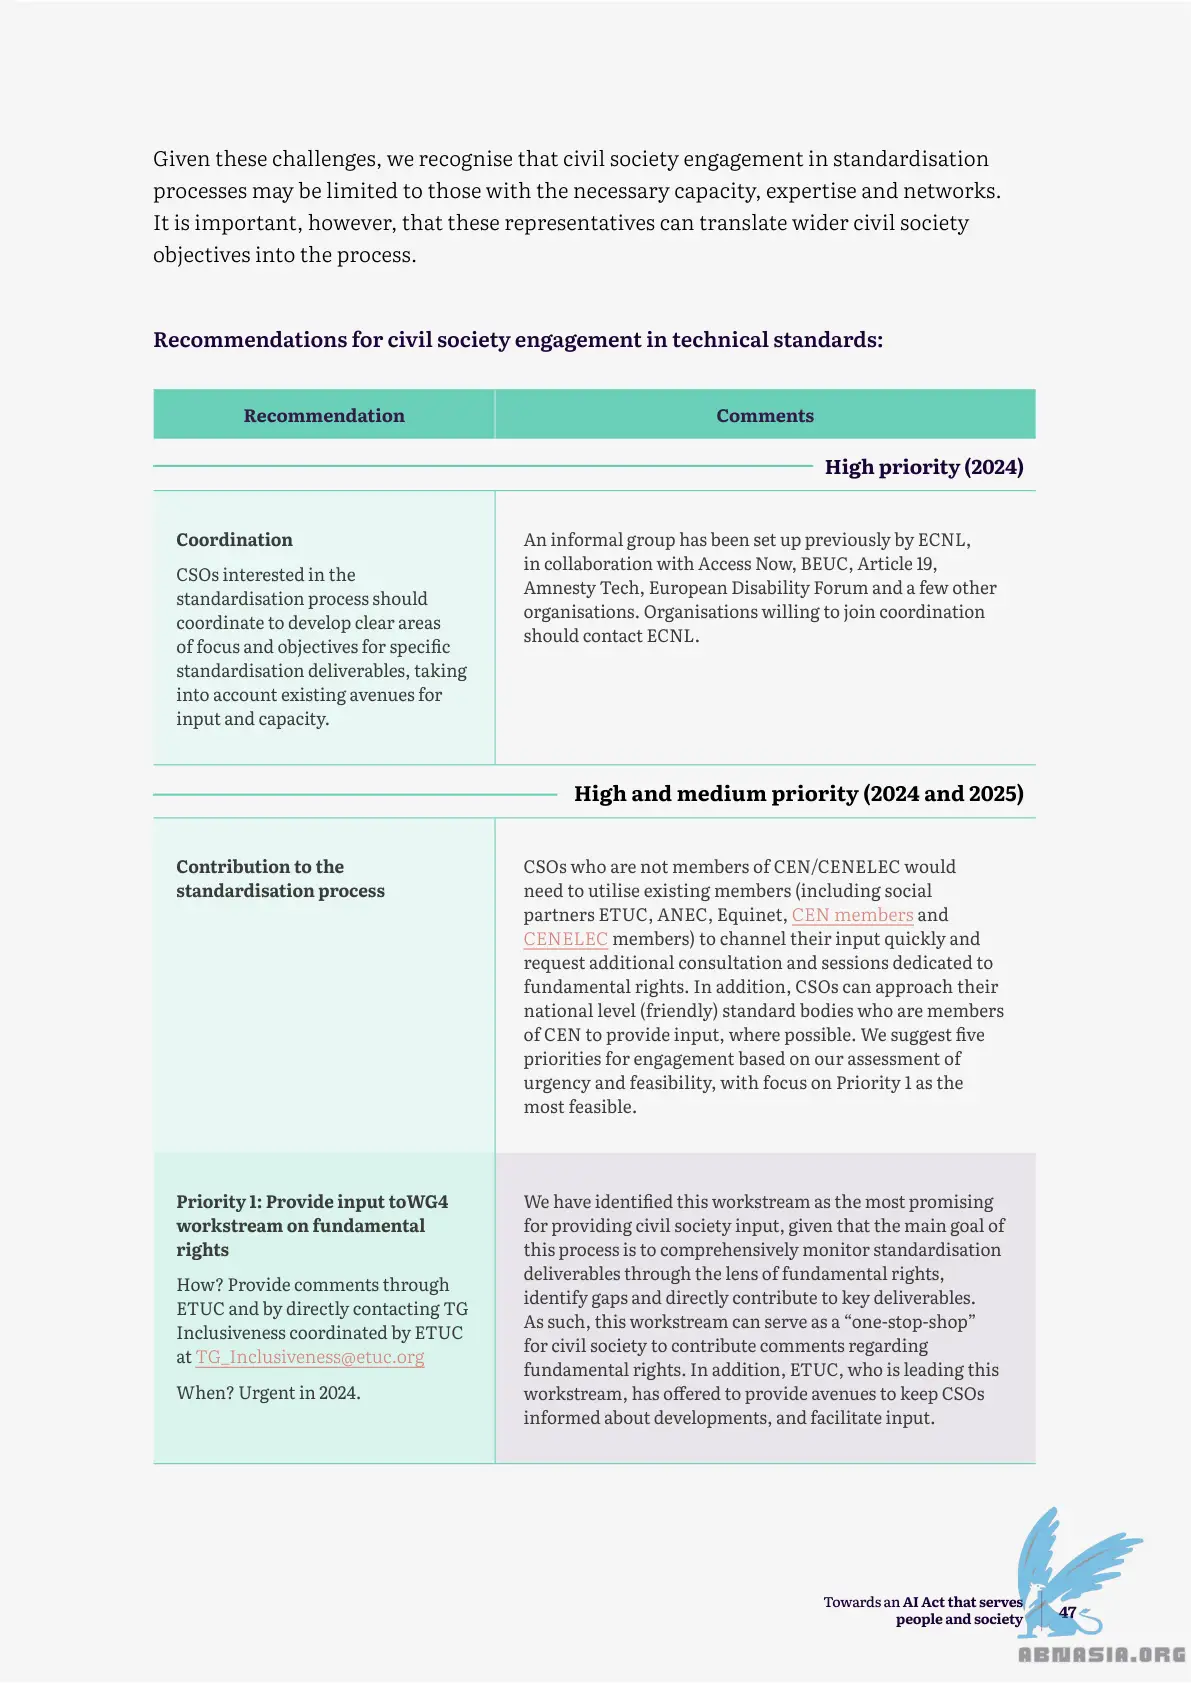 Given these challenges, we recognise that civil society engagement in standardisation
processes may be limited to those with the necessary capacity, expertise and networks.
It is important, however, that these representatives can translate wider civil society
objectives into the process.
Recommendations for civil society engagement in technical standards:
Recommendation
Comments
High priority (2024)
Coordination
CSOs interested in the
standardisation process should
coordinate to develop clear areas
of focus and objectives for specific
standardisation deliverables, taking
into account existing avenues for
input and capacity.
An informal group has been set up previously by ECNL,
in collaboration with Access Now, BEUC, Article 19,
Amnesty Tech, European Disability Forum and a few other
organisations. Organisations willing to join coordination
should contact ECNL.
High and medium priority (2024 and 2025)
Contribution to the
standardisation process
CSOs who are not members of CEN/CENELEC would
need to utilise existing members (including social
partners ETUC, ANEC, Equinet, CEN members and
CENELEC members) to channel their input quickly and
request additional consultation and sessions dedicated to
fundamental rights. In addition, CSOs can approach their
national level (friendly) standard bodies who are members
of CEN to provide input, where possible. We suggest five
priorities for engagement based on our assessment of
urgency and feasibility, with focus on Priority 1 as the
most feasible.
Priority 1: Provide input toWG4
workstream on fundamental
rights
How? Provide comments through
ETUC and by directly contacting TG
Inclusiveness coordinated by ETUC
at TG_Inclusiveness@etuc.org
When? Urgent in 2024.
We have identified this workstream as the most promising
for providing civil society input, given that the main goal of
this process is to comprehensively monitor standardisation
deliverables through the lens of fundamental rights,
identify gaps and directly contribute to key deliverables.
As such, this workstream can serve as a “one-stop-shop”
for civil society to contribute comments regarding
fundamental rights. In addition, ETUC, who is leading this
workstream, has offered to provide avenues to keep CSOs
informed about developments, and facilitate input.
Towards an AI Act that serves
people and society
47
ABNASIA.ORG